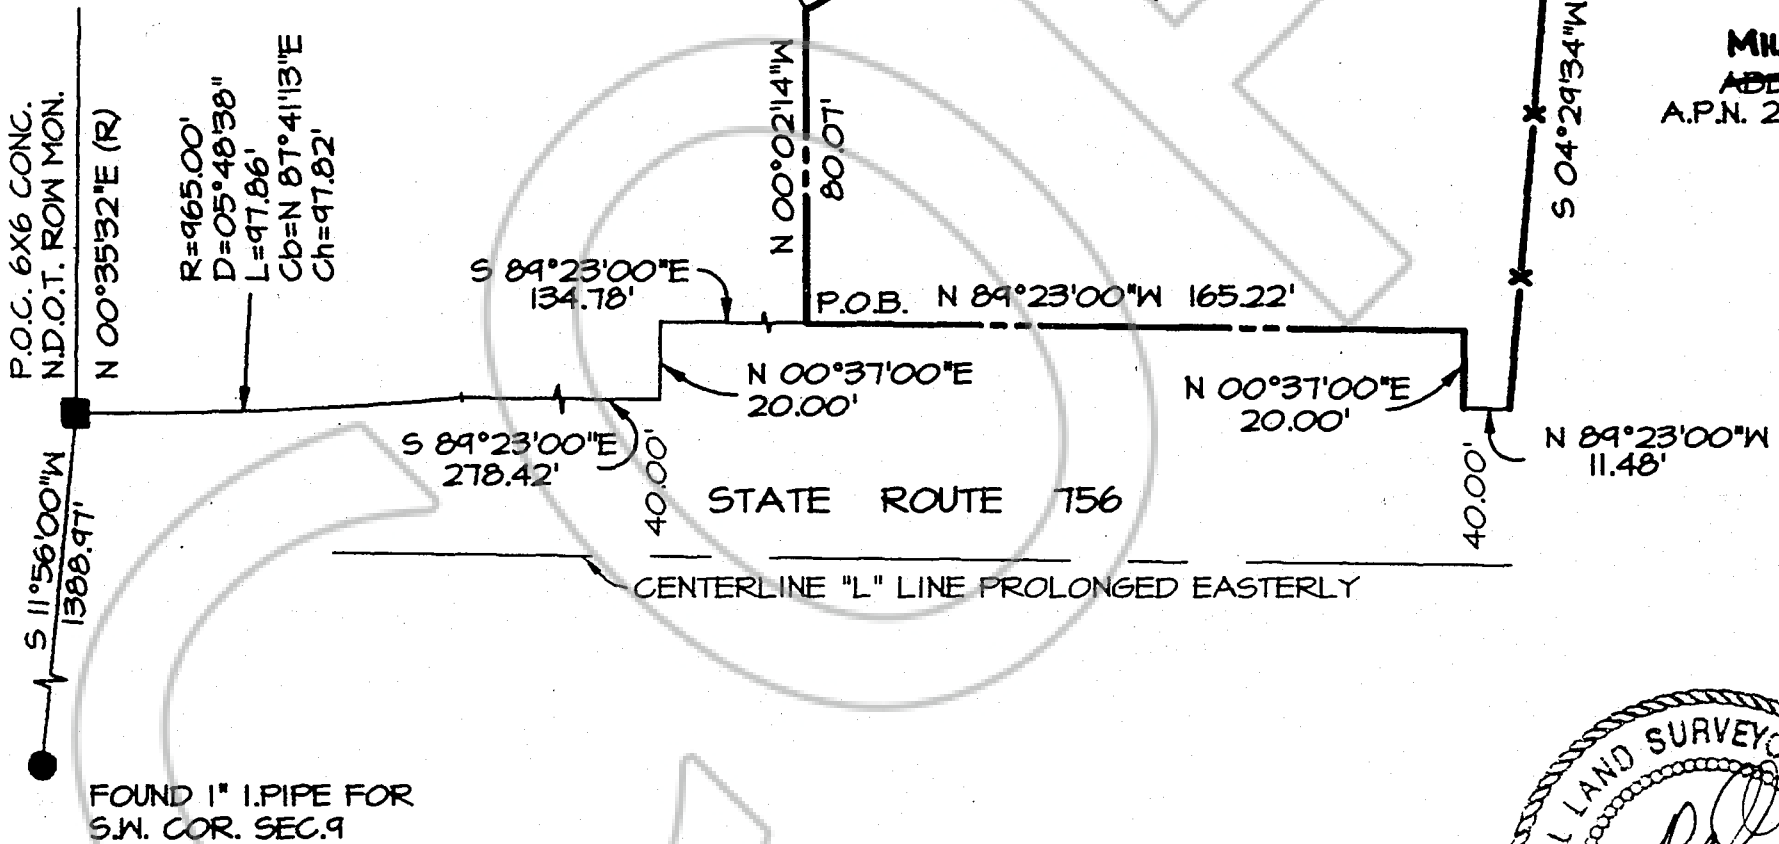 P.O.C. 6X6 CONC.
N.D.O.T. ROW MON.
N 00°35'32"E (R)
R=965.00'
D=05°48'38"
L=97.86'
Cb=N 87°41'13"E
Ch=97.82'
N 00°02'14"W
80.07'
S 04°29'34"W
A.P.N. 2
S 89°23'00"E
134.78'
P.O.B.
N 89°23'00"W 165.22'
N 00°37'00"E
20.00'
N 00°37'00"E
20.00'
S 89°23'00"E
278.42'
40.00'
40.00'
N 89°23'00"W
11.48'
STATE ROUTE 756
S 11°56'00"W
1388.97'
CENTERLINE "L" LINE PROLONGED EASTERLY
FOUND 1" I.PIPE FOR
S.W. COR. SEC.9
LAND SURVEYO